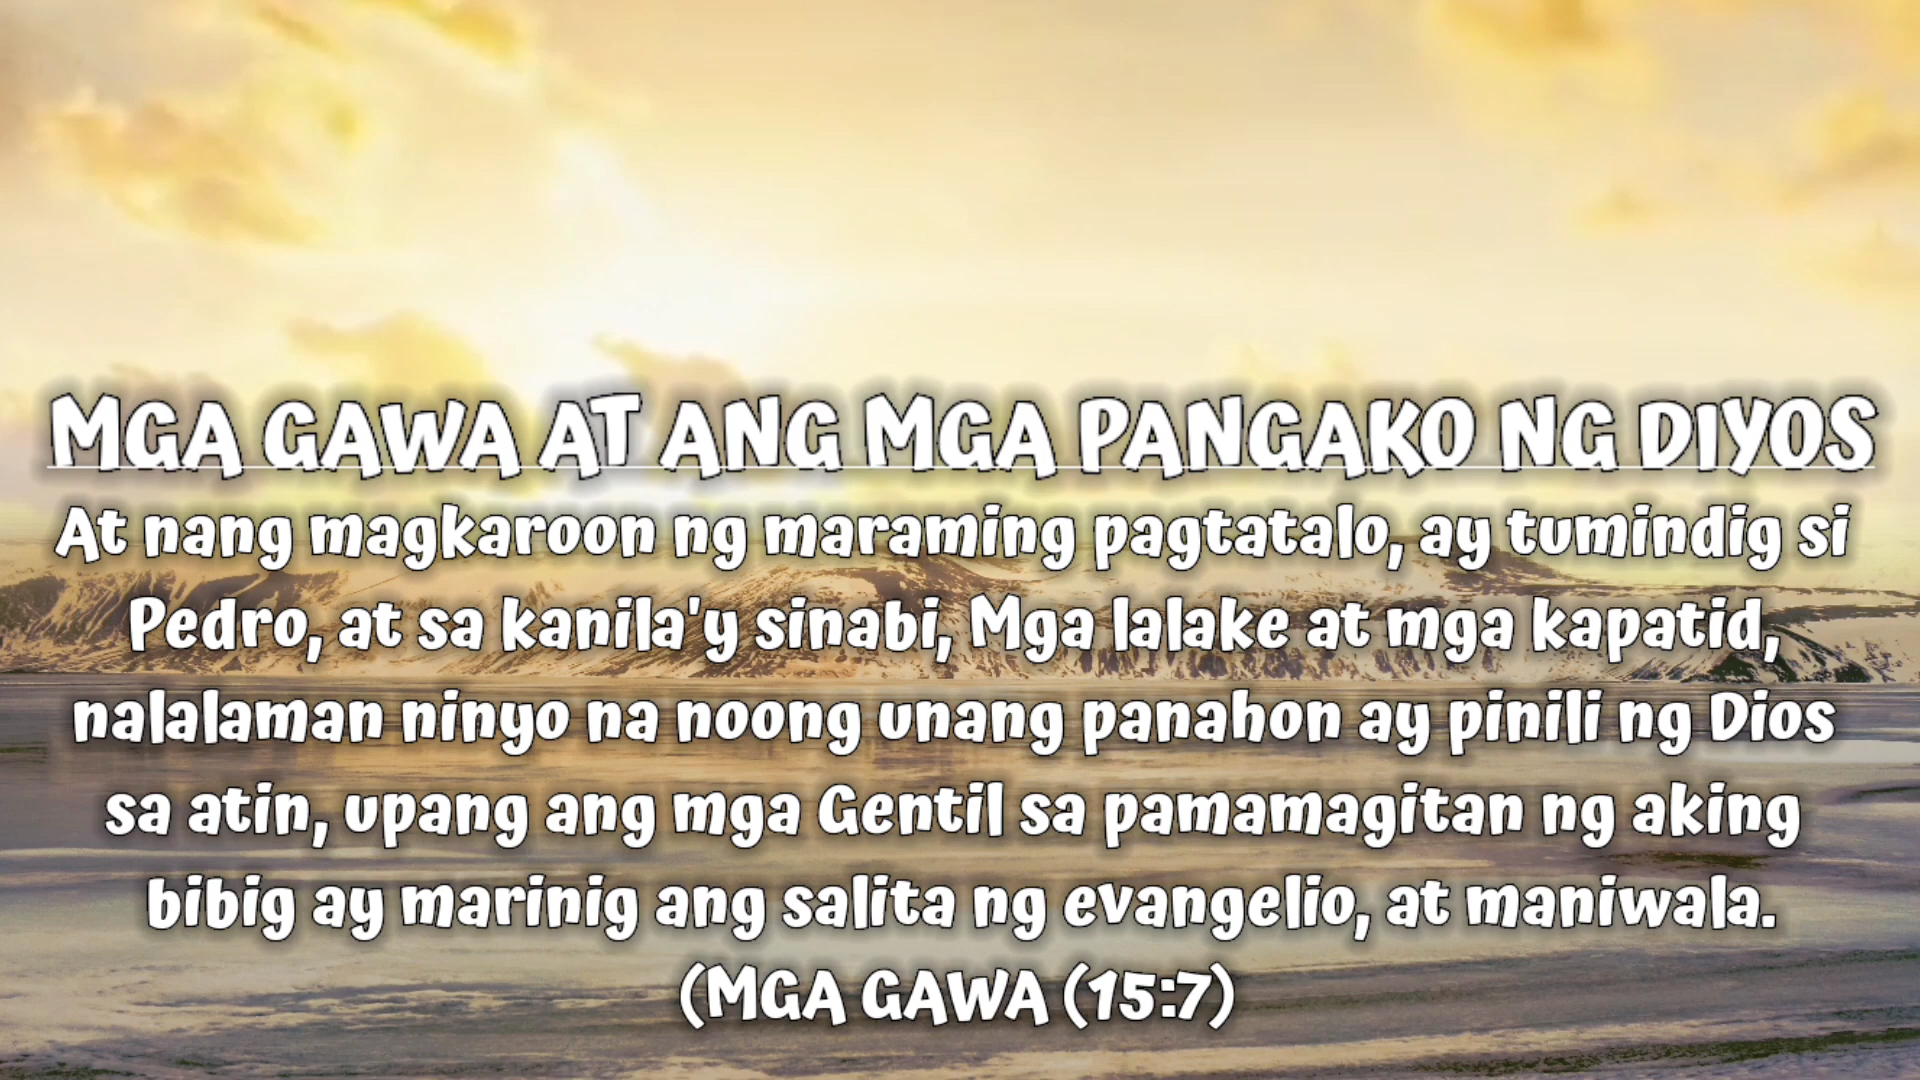 MGA GAWA AT ANG MGA PANGAKO NG DIYOS
At nang magkaroon ng maraming pagtatalo, ay tumindig si
Pedro, at sa kanila'y sinabi, Mga lalake at mga kapatid,
nalalaman ninyo na noong unang panahon ay pinili ng Dios
sa atin, upang ang mga Gentil sa pamamagitan ng aking
bibig ay marinig ang salita ng evangelio, at maniwala.
(MGA GAWA (15:7)